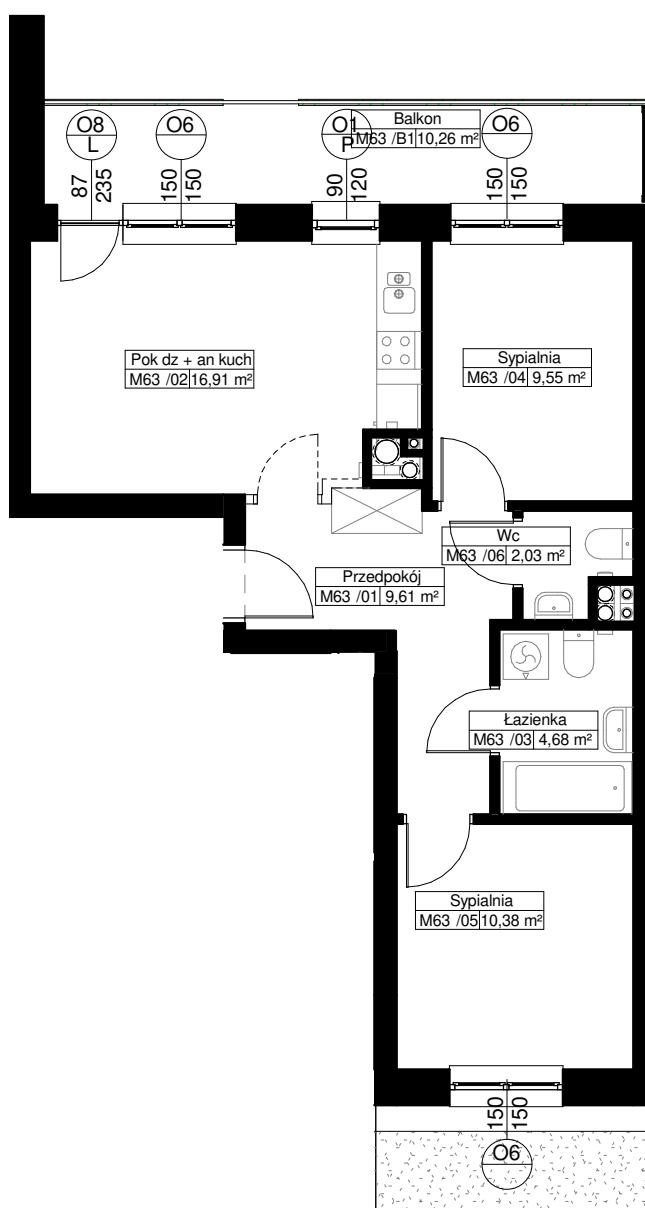 O8
L
87
235
O6
150
150
O1
P
90
120
Balkon
M63 /B1 10,26 m²
O6
150
150
Pok dz + an kuch
M63 /02 16,91 m²
Sypialnia
M63 /04 9,55 m²
Wc
M63 /06 2,03 m²
Przedpokój
M63 /01 9,61 m²
Łazienka
M63 /03 4,68 m²
Sypialnia
M63 /05 10,38 m²
150
150
O6